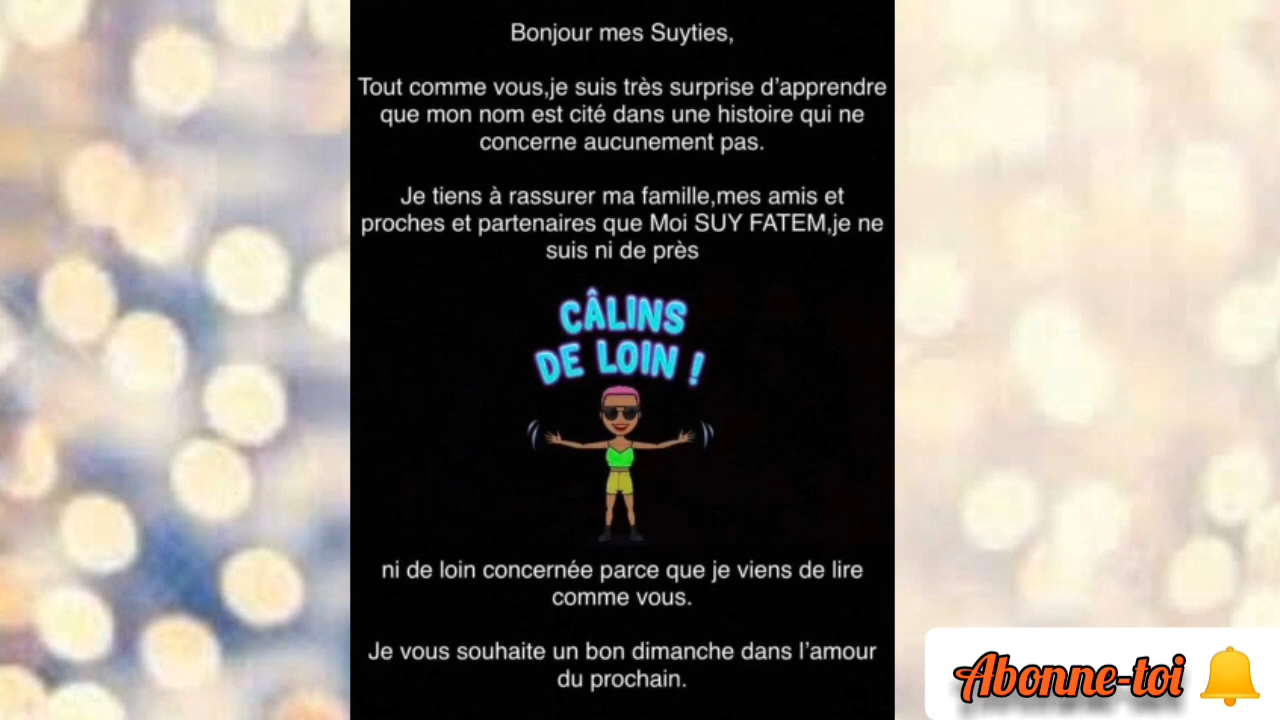 Bonjour mes Suyties,
Tout comme vous,je suis très surprise d’apprendre
que mon nom est cité dans une histoire qui ne
concerne aucunement pas.
Je tiens à rassurer ma famille,mes amis et
proches et partenaires que Moi SUY FATEM,je ne
suis ni de près
CÂLINS
DE LOIN !
ni de loin concernée parce que je viens de lire
comme vous.
Je vous souhaite un bon dimanche dans l’amour
du prochain.
Abonne-toi